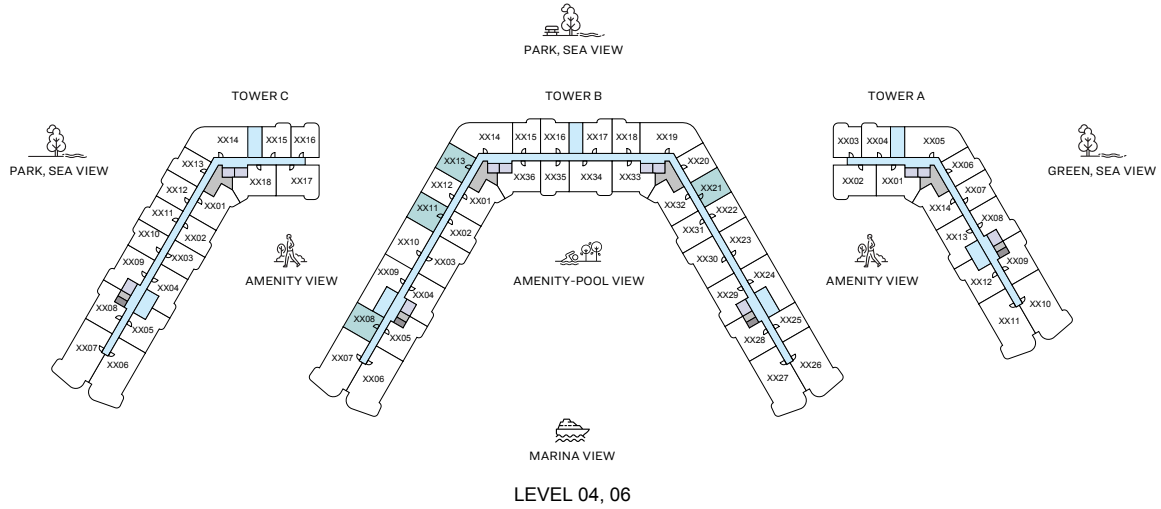 PARK, SEA VIEW
TOWER C
TOWER B
TOWER A
PARK, SEA VIEW
GREEN, SEA VIEW
XX14
XX15
XX16
XX13
XX12
XX11
XX10
XX09
XX08
XX07
XX06
XX05
XX04
XX03
XX02
XX01
XX18
XX17
AMENITY VIEW
XX14
XX15
XX16
XX17
XX18
XX19
XX13
XX12
XX11
XX10
XX09
XX08
XX07
XX06
XX05
XX04
XX03
XX02
XX01
XX36
XX35
XX34
XX33
XX32
XX31
XX30
XX29
XX28
XX27
XX26
XX25
XX24
XX23
XX22
XX21
XX20
AMENITY-POOL VIEW
AMENITY VIEW
XX03
XX04
XX05
XX02
XX01
XX06
XX07
XX08
XX09
XX10
XX11
XX12
XX13
XX14
MARINA VIEW
LEVEL 04, 06